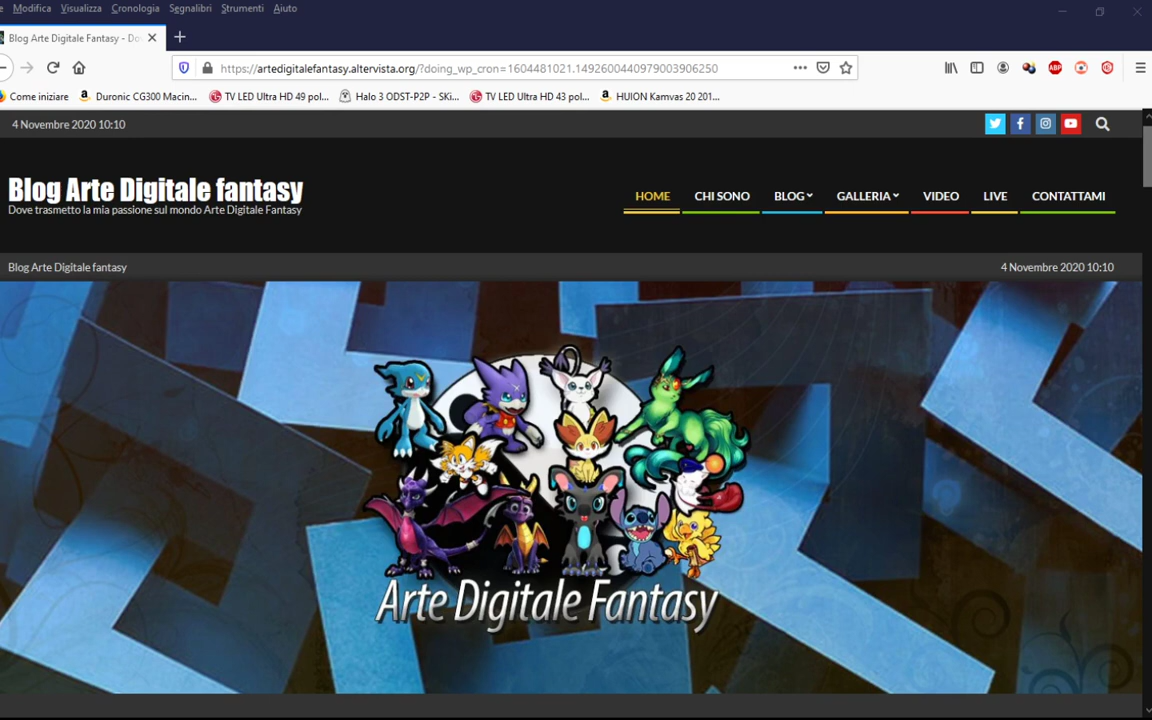 Modifica Visualizza Cronologia Segnalibri Strumenti Aiuto
Blog Arte Digitale Fantasy - Do
https://artedigitalefantasy.altervista.org/?doing_wp_cron=1604481021.1492600440979003906250
Come iniziare Duronic CG300 Macin... TV LED Ultra HD 49 pol... Halo 3 ODST-P2P - SKi... TV LED Ultra HD 43 pol... HUION Kamvas 20 201...
4 Novembre 2020 10:10
Blog Arte Digitale fantasy
Dove trasmetto la mia passione sul mondo Arte Digitale Fantasy
HOME CHI SONO BLOG GALLERIA VIDEO LIVE CONTATTAMI
Blog Arte Digitale fantasy 4 Novembre 2020 10:10
Arte Digitale Fantasy